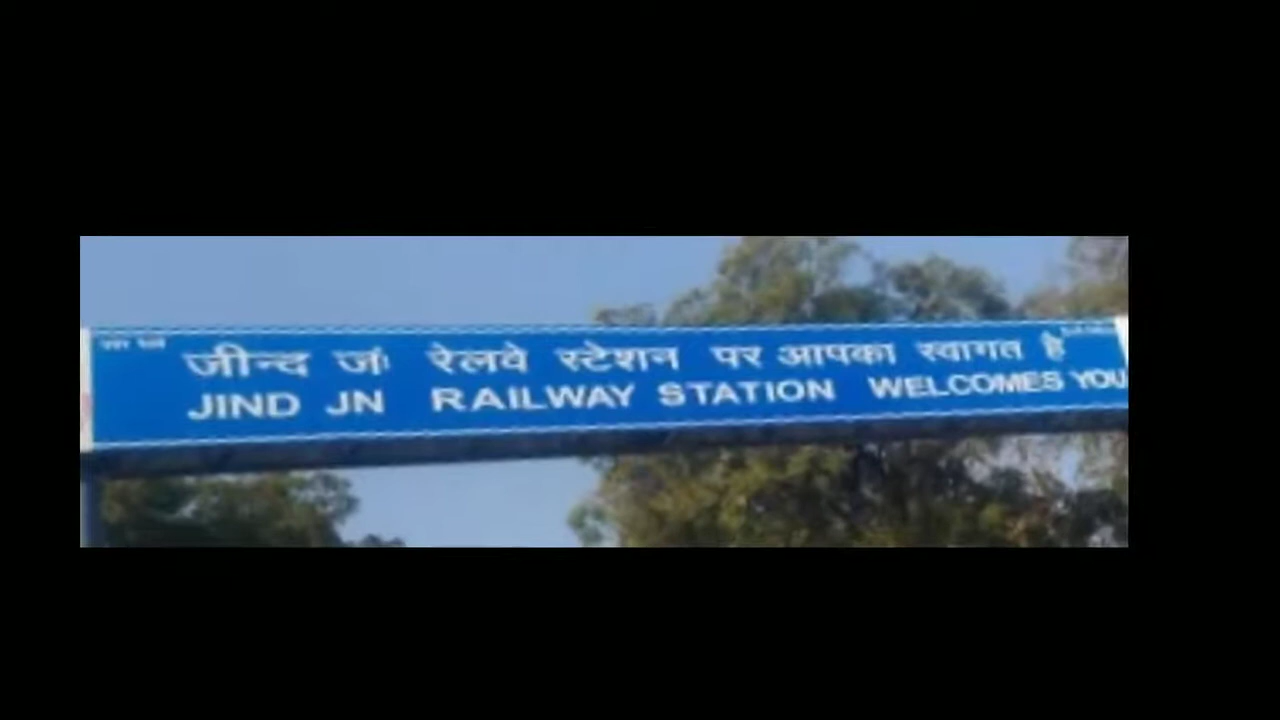 जीन्द जं रेलवे स्टेशन पर आपका स्वागत है
JIND JN RAILWAY STATION WELCOMES YOU